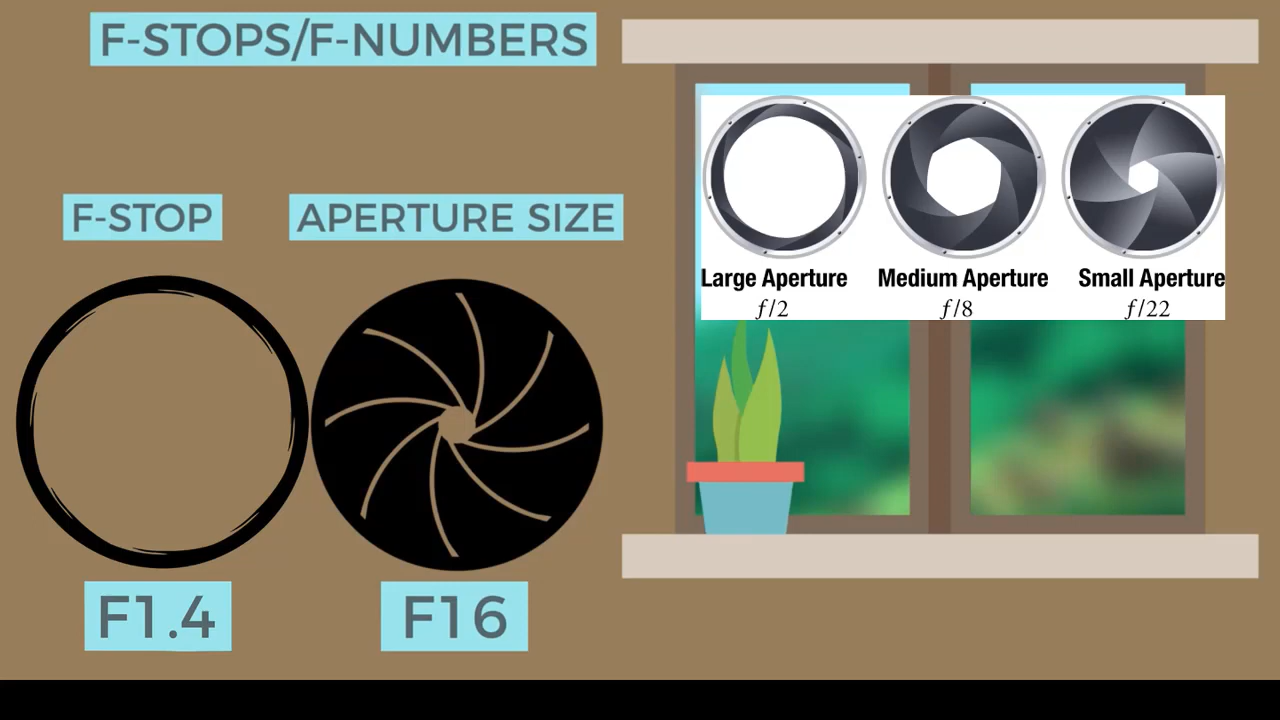 F-STOPS/F-NUMBERS
F-STOP
APERTURE SIZE
F1.4
F16
Large Aperture
f/2
Medium Aperture
f/8
Small Aperture
f/22